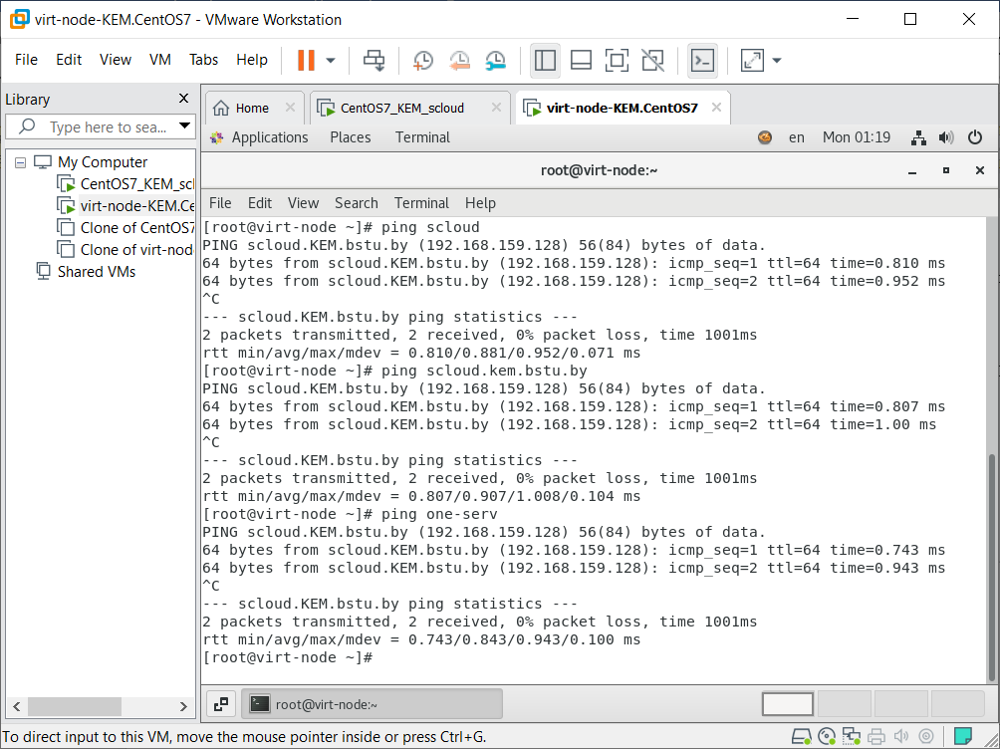 virt-node-KEM.CentOS7 - VMware Workstation
File Edit View VM Tabs Help
Library
Type here to sea...
My Computer
CentOS7_KEM_scl
virt-node-KEM.Ce
Clone of CentOS7
Clone of virt-nod
Shared VMs
Home CentOS7_KEM_scloud virt-node-KEM.CentOS7
Applications Places Terminal en Mon 01:19
root@virt-node:~
File Edit View Search Terminal Help
[root@virt-node ~]# ping scloud
PING scloud.KEM.bstu.by (192.168.159.128) 56(84) bytes of data.
64 bytes from scloud.KEM.bstu.by (192.168.159.128): icmp_seq=1 ttl=64 time=0.810 ms
64 bytes from scloud.KEM.bstu.by (192.168.159.128): icmp_seq=2 ttl=64 time=0.952 ms
^C
--- scloud.KEM.bstu.by ping statistics ---
2 packets transmitted, 2 received, 0% packet loss, time 1001ms
rtt min/avg/max/mdev = 0.810/0.881/0.952/0.071 ms
[root@virt-node ~]# ping scloud.kem.bstu.by
PING scloud.KEM.bstu.by (192.168.159.128) 56(84) bytes of data.
64 bytes from scloud.KEM.bstu.by (192.168.159.128): icmp_seq=1 ttl=64 time=0.807 ms
64 bytes from scloud.KEM.bstu.by (192.168.159.128): icmp_seq=2 ttl=64 time=1.00 ms
^C
--- scloud.KEM.bstu.by ping statistics ---
2 packets transmitted, 2 received, 0% packet loss, time 1001ms
rtt min/avg/max/mdev = 0.807/0.907/1.008/0.104 ms
[root@virt-node ~]# ping one-serv
PING scloud.KEM.bstu.by (192.168.159.128) 56(84) bytes of data.
64 bytes from scloud.KEM.bstu.by (192.168.159.128): icmp_seq=1 ttl=64 time=0.743 ms
64 bytes from scloud.KEM.bstu.by (192.168.159.128): icmp_seq=2 ttl=64 time=0.943 ms
^C
--- scloud.KEM.bstu.by ping statistics ---
2 packets transmitted, 2 received, 0% packet loss, time 1001ms
rtt min/avg/max/mdev = 0.743/0.843/0.943/0.100 ms
[root@virt-node ~]#
root@virt-node:~
To direct input to this VM, move the mouse pointer inside or press Ctrl+G.